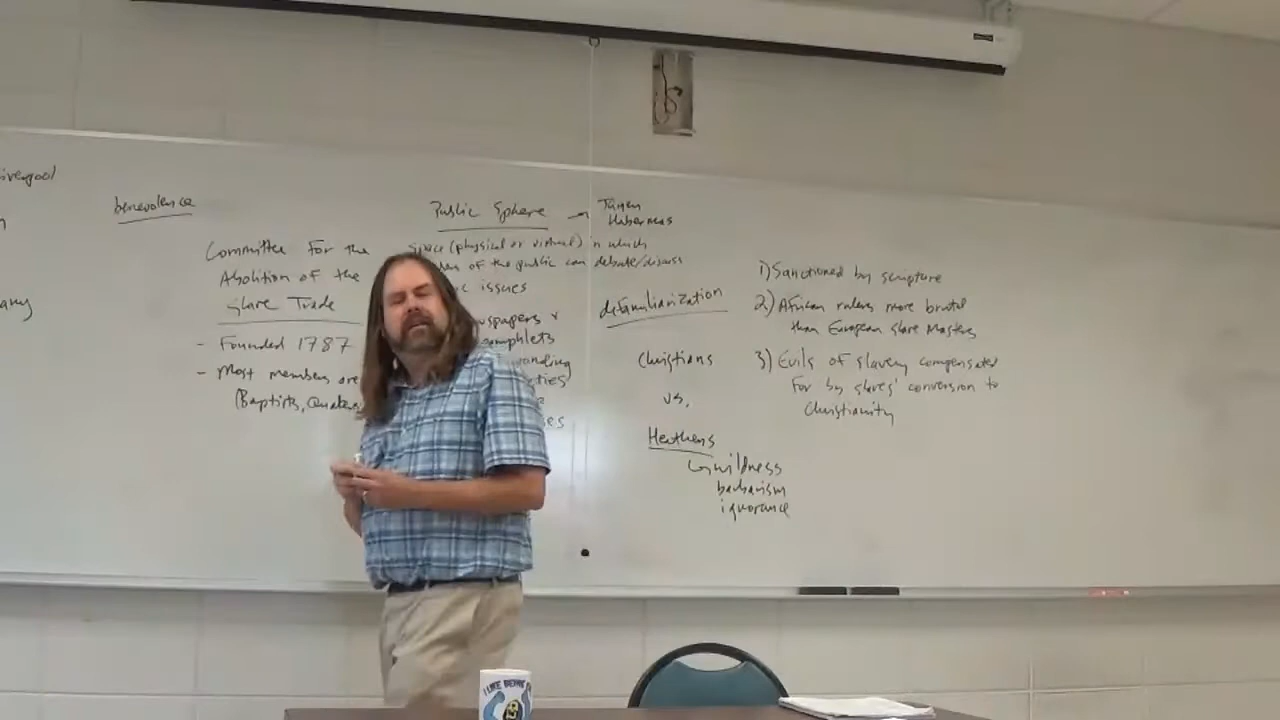 benevolence
Committee for the
Abolition of the
Slave Trade
- Founded 1787
- Most members are
(Baptists, Quakers
Public Sphere → Jürgen
Habermas
space (physical or virtual) in which
of the public can debate/discuss
issues
pamphlets
defamiliarization
Christians
vs.
Heathens
↳ wildness
barbarism
ignorance
1) Sanctioned by scripture
2) African rulers more brutal
than European slave masters
3) Evils of slavery compensated
for by slaves' conversion to
Christianity
I LIKE BEING